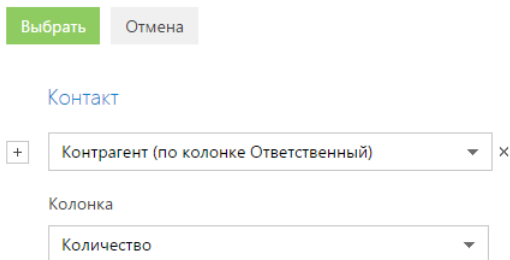 Выбрать Отмена
Контакт
Контрагент (по колонке Ответственный)
Колонка
Количество